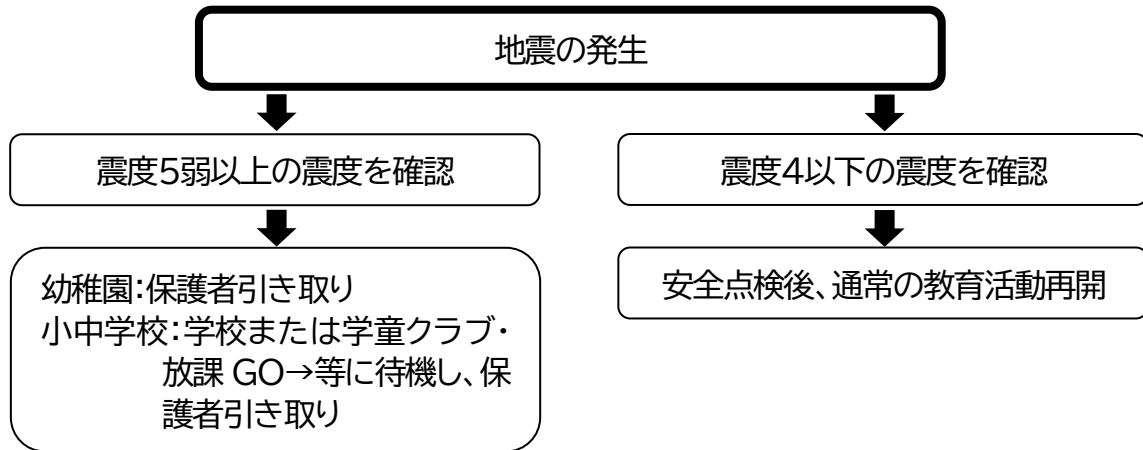 地震の発生
震度5弱以上の震度を確認
震度4以下の震度を確認
幼稚園:保護者引き取り
小中学校:学校または学童クラブ・
放課 GO→等に待機し、保
護者引き取り
安全点検後、通常の教育活動再開